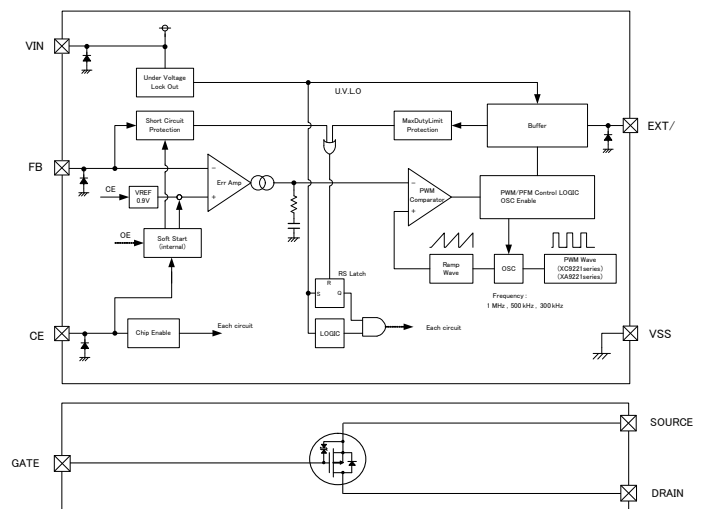 VIN
Under Voltage
Lock Out
U.V.L.O
Short Circuit
Protection
MaxDutyLimit
Protection
Buffer
EXT/
FB
CE
VREF
0.9V
−
+
Err Amp
−
+
PWM
Comparator
PWM/PFM Control LOGIC
OSC Enable
OE
Soft Start
(internal)
Ramp
Wave
OSC
PWM Wave
(XC9221series)
(XA9221series)
RS Latch
R
S
Q
Frequency :
1 MHz , 500 kHz , 300 kHz
CE
Chip Enable
Each circuit
LOGIC
Each circuit
VSS
GATE
SOURCE
DRAIN